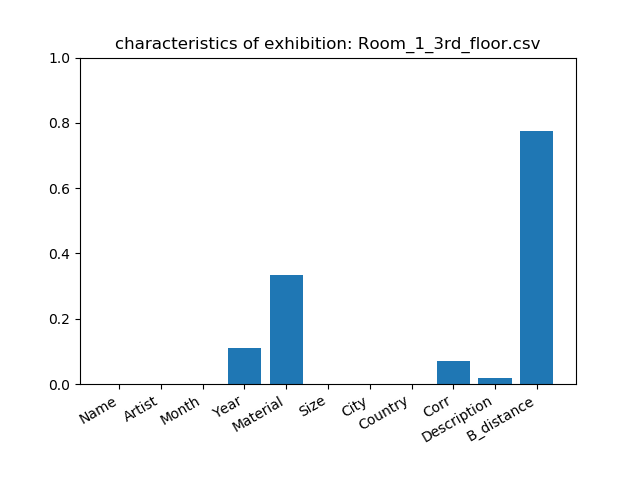 characteristics of exhibition: Room_1_3rd_floor.csv
1.0
0.8
0.6
0.4
0.2
0.0
Name
Artist
Month
Year
Material
Size
City
Country
Corr
Description
B_distance